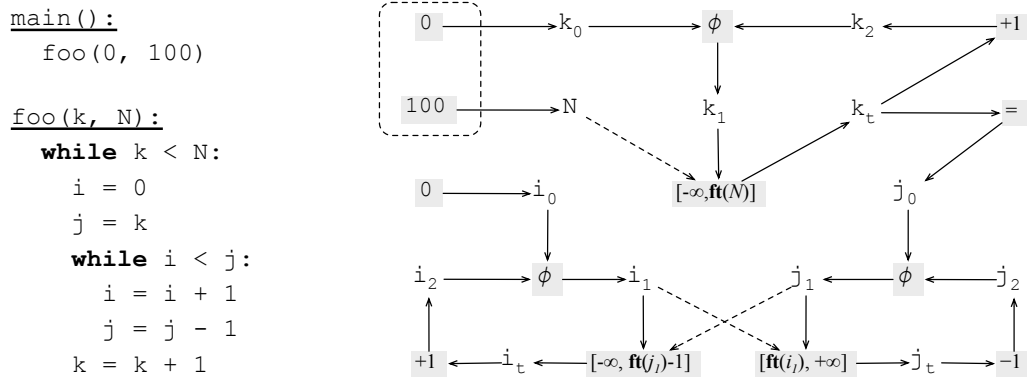 main():
foo(0, 100)
foo(k, N):
while k < N:
i = 0
j = k
while i < j:
i = i + 1
j = j - 1
k = k + 1
0 k₀ ϕ k₂ +1
100 N k₁ kₜ =
0 i₀ [-∞,ft(N)] j₀
i₂ ϕ i₁ j₁ ϕ j₂
+1 iₜ [-∞, ft(j₁)-1] [ft(i₁), +∞] jₜ −1